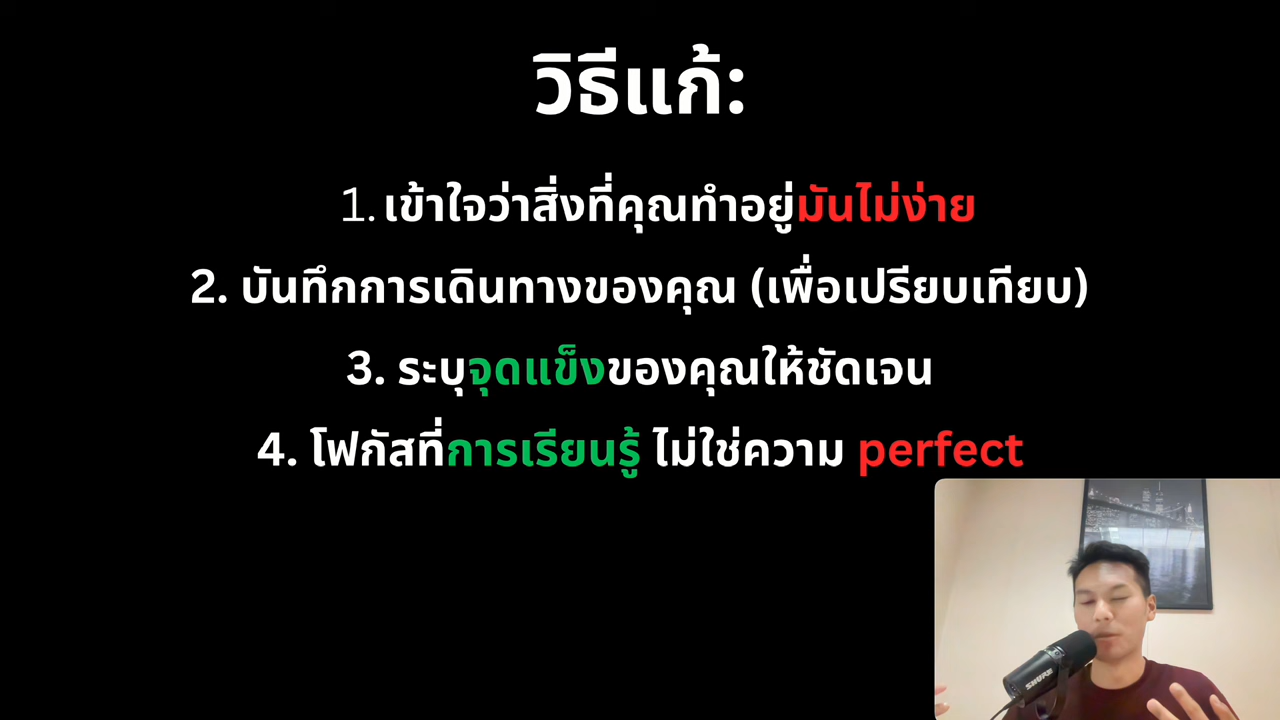 วิธีแก้:
1. เข้าใจว่าสิ่งที่คุณทำอยู่มันไม่ง่าย
2. บันทึกการเดินทางของคุณ (เพื่อเปรียบเทียบ)
3. ระบุจุดแข็งของคุณให้ชัดเจน
4. โฟกัสที่การเรียนรู้ ไม่ใช่ความ perfect
SHURE